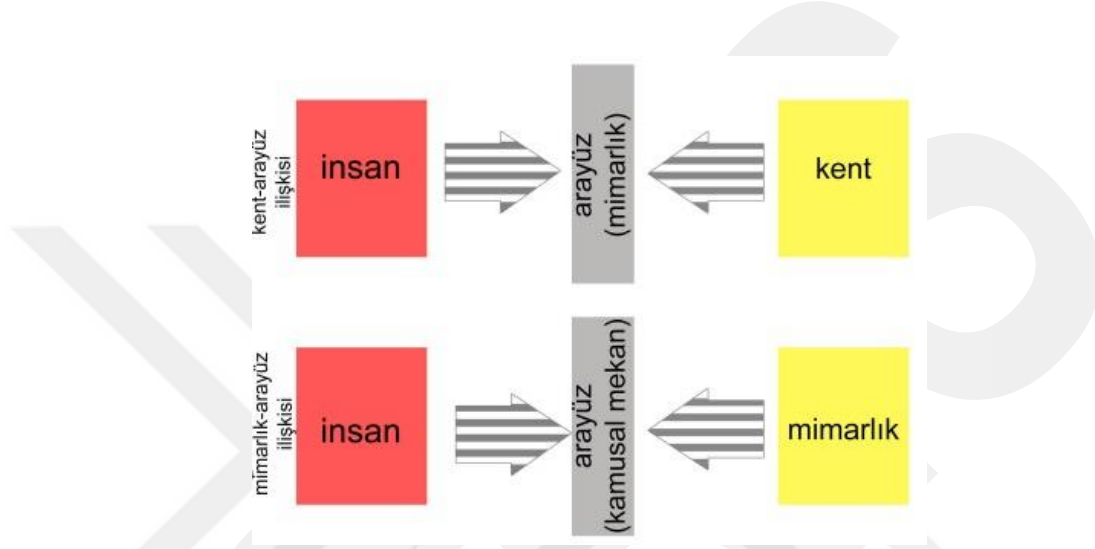 kent-arayüz
ilişkisi
insan
arayüz
(mimarlık)
kent
mimarlık-arayüz
ilişkisi
insan
arayüz
(kamusal mekan)
mimarlık